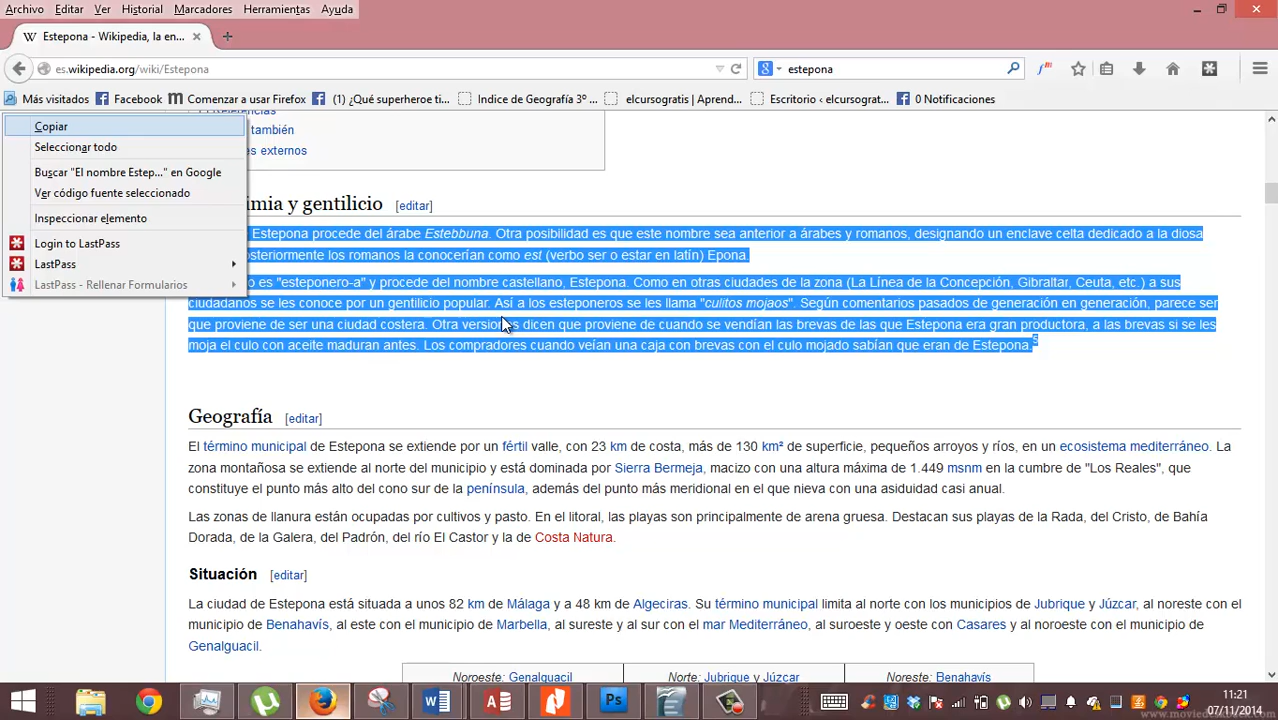 Archivo Editar Ver Historial Marcadores Herramientas Ayuda
W Estepona - Wikipedia, la en... × +
es.wikipedia.org/wiki/Estepona
8 estepona
Más visitados Facebook Comenzar a usar Firefox (1) ¿Qué superheroe ti... Indice de Geografía 3º ... elcursogratis | Aprend... Escritorio ‹ elcursograt... 0 Notificaciones
Copiar
Seleccionar todo
Buscar "El nombre Estep..." en Google
Ver código fuente seleccionado
Inspeccionar elemento
Login to LastPass
LastPass
LastPass - Rellenar Formularios
también
as externos
imia y gentilicio [editar]
Estepona procede del árabe Estebbuna. Otra posibilidad es que este nombre sea anterior a árabes y romanos, designando un enclave celta dedicado a la diosa
osteriormente los romanos la conocerían como est (verbo ser o estar en latín) Epona.
o es "esteponero-a" y procede del nombre castellano, Estepona. Como en otras ciudades de la zona (La Línea de la Concepción, Gibraltar, Ceuta, etc.) a sus
ciudadanos se les conoce por un gentilicio popular. Así a los esteponeros se les llama "culitos mojaos". Según comentarios pasados de generación en generación, parece ser
que proviene de ser una ciudad costera. Otra versiones dicen que proviene de cuando se vendían las brevas de las que Estepona era gran productora, a las brevas si se les
moja el culo con aceite maduran antes. Los compradores cuando veían una caja con brevas con el culo mojado sabían que eran de Estepona.
Geografía [editar]
El término municipal de Estepona se extiende por un fértil valle, con 23 km de costa, más de 130 km² de superficie, pequeños arroyos y ríos, en un ecosistema mediterráneo. La
zona montañosa se extiende al norte del municipio y está dominada por Sierra Bermeja, macizo con una altura máxima de 1.449 msnm en la cumbre de "Los Reales", que
constituye el punto más alto del cono sur de la península, además del punto más meridional en el que nieva con una asiduidad casi anual.
Las zonas de llanura están ocupadas por cultivos y pasto. En el litoral, las playas son principalmente de arena gruesa. Destacan sus playas de la Rada, del Cristo, de Bahía
Dorada, de la Galera, del Padrón, del río El Castor y la de Costa Natura.
Situación [editar]
La ciudad de Estepona está situada a unos 82 km de Málaga y a 48 km de Algeciras. Su término municipal limita al norte con los municipios de Jubrique y Júzcar, al noreste con el
municipio de Benahavís, al este con el municipio de Marbella, al sureste y al sur con el mar Mediterráneo, al suroeste y oeste con Casares y al noroeste con el municipio de
Genalguacil.
Noroeste: Genalguacil Norte: Jubrique y Júzcar Noreste: Benahavís
11:21
07/11/2014